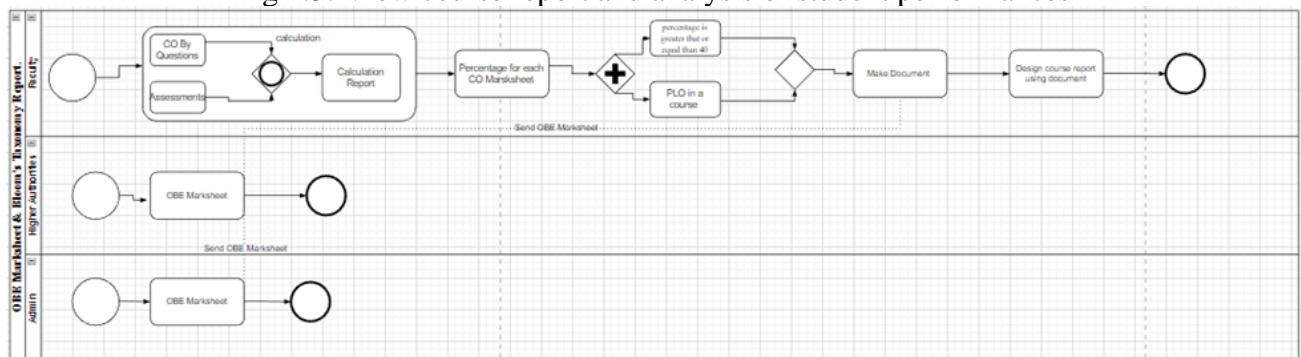 calculation
CO By
Questions
Assessments
Calculation
Report
Percentage for each
CO Marsksheet
percentage is
greater that or
equal than 40
PLO in a
course
Make Document
Design course report
using document
Send OBE Marksheet
OBE Marksheet & Bloom's Taxonomy Report.
Faculty
Higher Authorities
OBE Marksheet
Send OBE Marksheet
Admin
OBE Marksheet